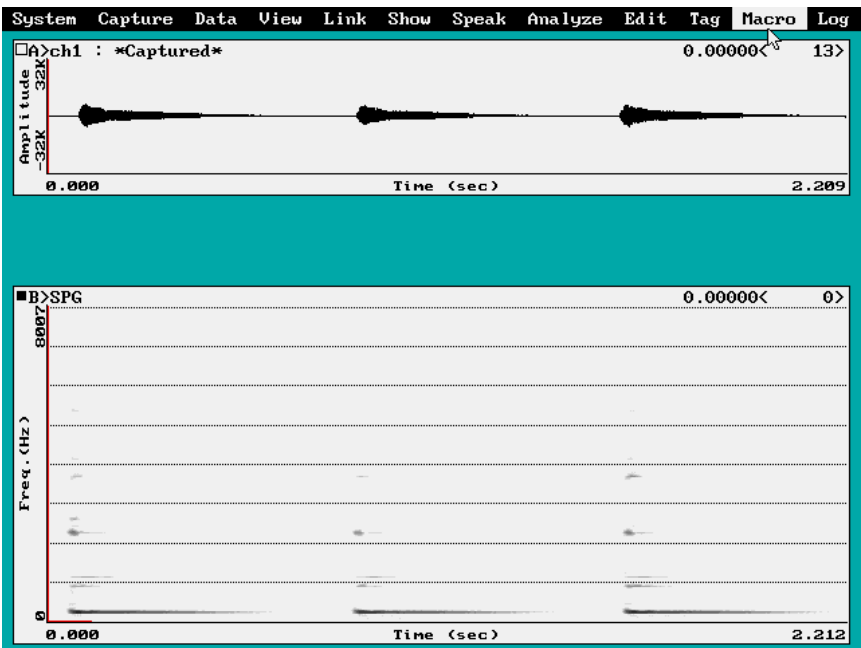 System Capture Data View Link Show Speak Analyze Edit Tag Macro Log
A>ch1 : *Captured* 0.00000< 13>
Amplitude
32K
-32K
0.000 Time (sec) 2.209
B>SPG 0.00000< 0>
8007
Freq.(Hz)
0
0.000 Time (sec) 2.212